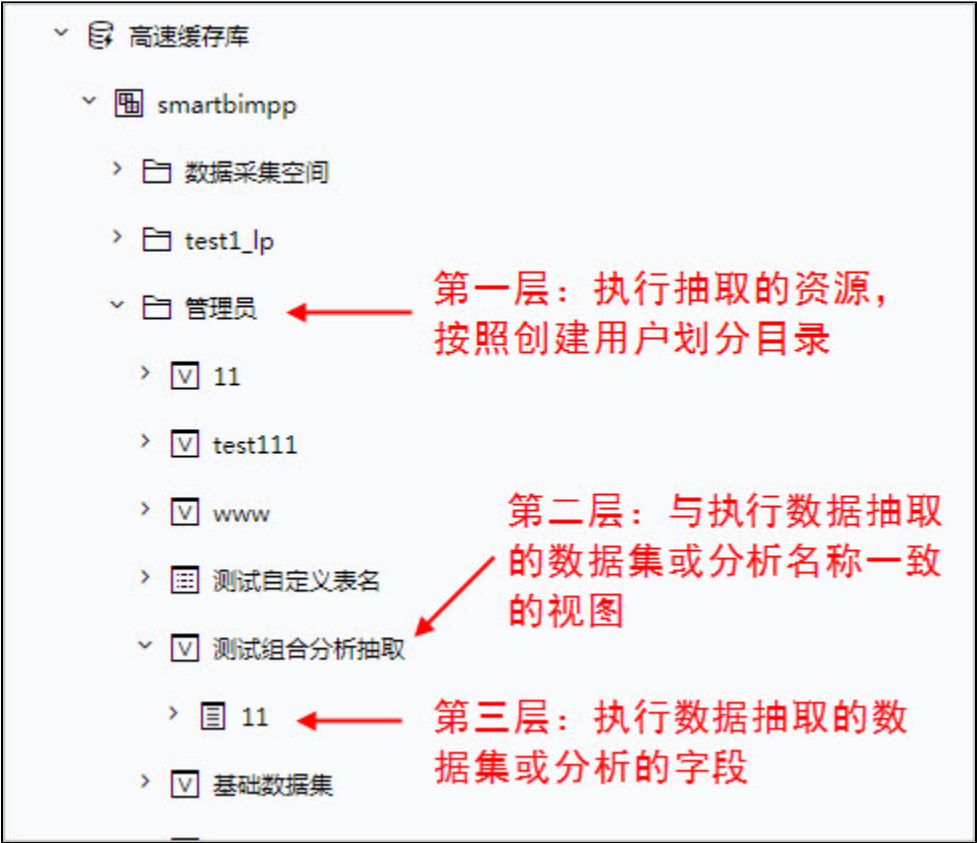 高速缓存库
smartbimpp
数据采集空间
test1_lp
管理员
第一层：执行抽取的资源，
按照创建用户划分目录
11
test111
www
第二层：与执行数据抽取
的数据集或分析名称一致
的视图
测试自定义表名
测试组合分析抽取
11
第三层：执行数据抽取的数
据集或分析的字段
基础数据集